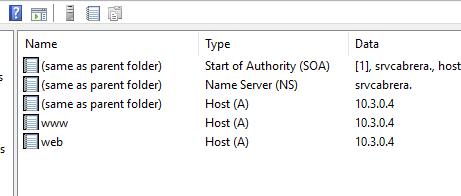 Name Type Data
(same as parent folder) Start of Authority (SOA) [1], srvcabrera., host
(same as parent folder) Name Server (NS) srvcabrera.
(same as parent folder) Host (A) 10.3.0.4
www Host (A) 10.3.0.4
web Host (A) 10.3.0.4